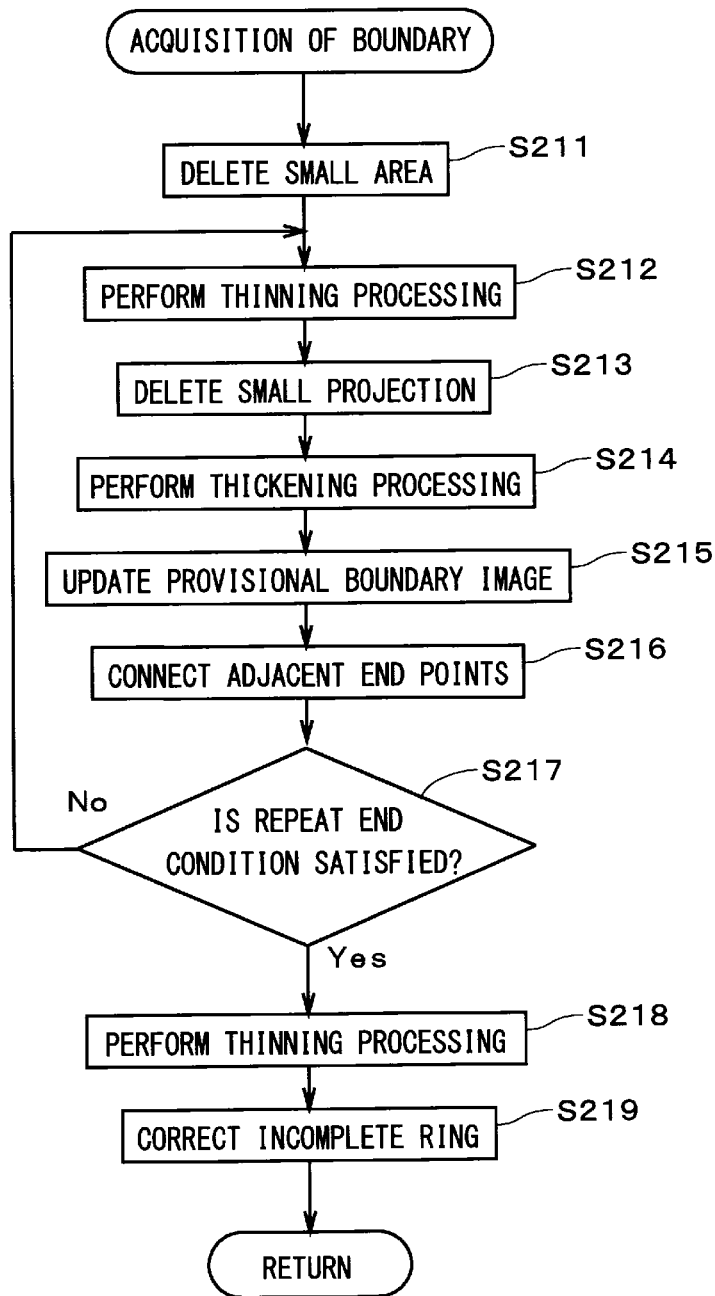 ACQUISITION OF BOUNDARY
S211
DELETE SMALL AREA
S212
PERFORM THINNING PROCESSING
S213
DELETE SMALL PROJECTION
S214
PERFORM THICKENING PROCESSING
S215
UPDATE PROVISIONAL BOUNDARY IMAGE
S216
CONNECT ADJACENT END POINTS
S217
No
IS REPEAT END
CONDITION SATISFIED?
Yes
S218
PERFORM THINNING PROCESSING
S219
CORRECT INCOMPLETE RING
RETURN